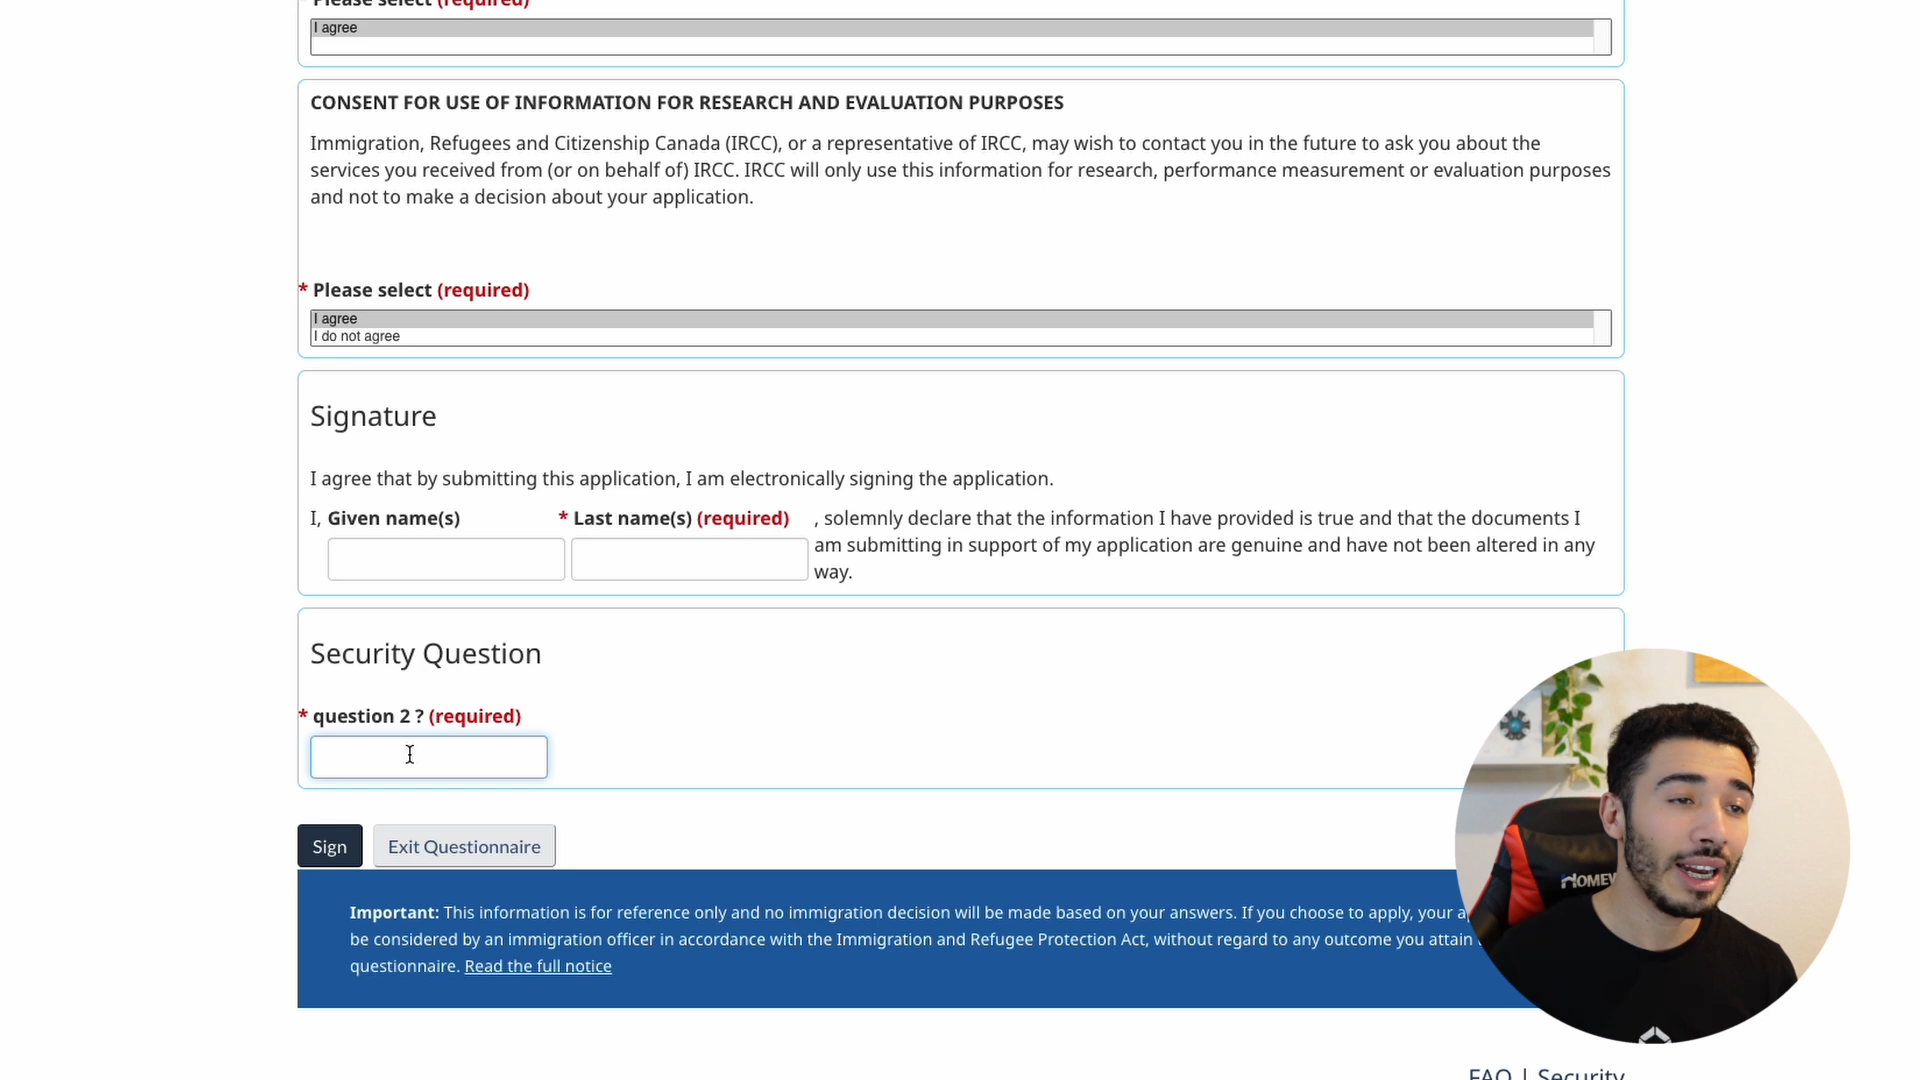 * Please select (required)
I agree
CONSENT FOR USE OF INFORMATION FOR RESEARCH AND EVALUATION PURPOSES
Immigration, Refugees and Citizenship Canada (IRCC), or a representative of IRCC, may wish to contact you in the future to ask you about the
services you received from (or on behalf of) IRCC. IRCC will only use this information for research, performance measurement or evaluation purposes
and not to make a decision about your application.
* Please select (required)
I agree
I do not agree
Signature
I agree that by submitting this application, I am electronically signing the application.
I, Given name(s) * Last name(s) (required) , solemnly declare that the information I have provided is true and that the documents I
am submitting in support of my application are genuine and have not been altered in any
way.
Security Question
* question 2 ? (required)
Sign Exit Questionnaire
Important: This information is for reference only and no immigration decision will be made based on your answers. If you choose to apply, your
be considered by an immigration officer in accordance with the Immigration and Refugee Protection Act, without regard to any outcome you attain
questionnaire. Read the full notice
FAQ | Security